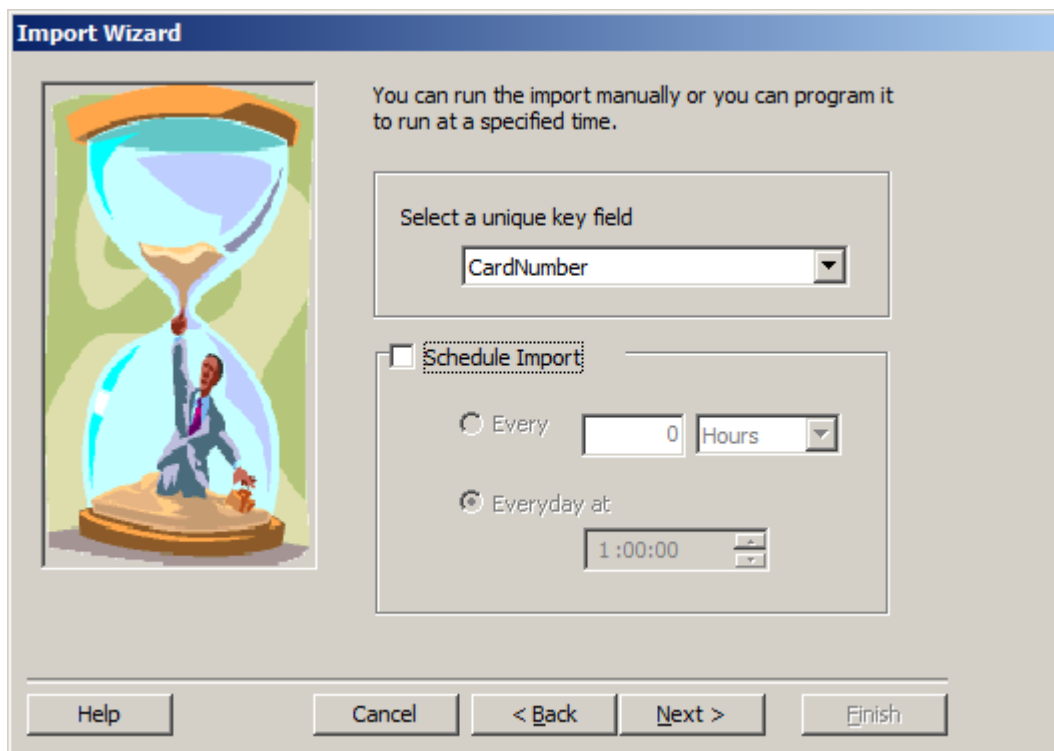 Import Wizard
You can run the import manually or you can program it
to run at a specified time.
Select a unique key field
CardNumber
Schedule Import
Every 0 Hours
Everyday at
1 :00:00
Help Cancel < Back Next > Finish